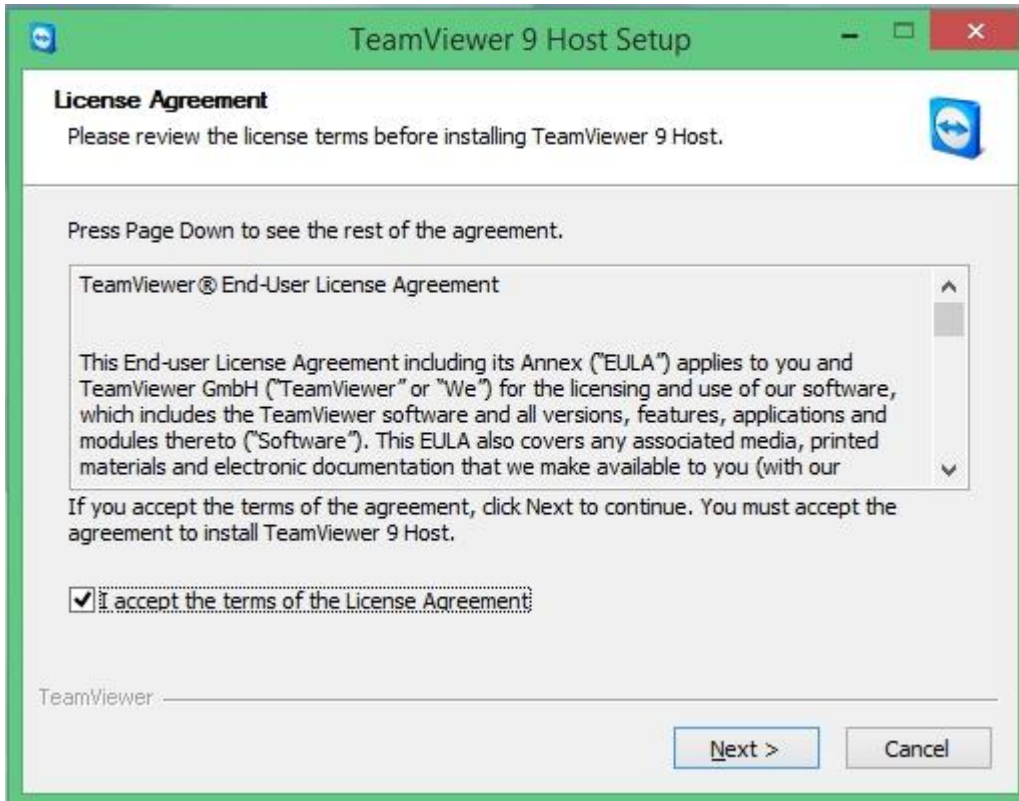 TeamViewer 9 Host Setup
License Agreement
Please review the license terms before installing TeamViewer 9 Host.
Press Page Down to see the rest of the agreement.
TeamViewer® End-User License Agreement
This End-user License Agreement including its Annex ("EULA") applies to you and
TeamViewer GmbH ("TeamViewer" or "We") for the licensing and use of our software,
which includes the TeamViewer software and all versions, features, applications and
modules thereto ("Software"). This EULA also covers any associated media, printed
materials and electronic documentation that we make available to you (with our
If you accept the terms of the agreement, click Next to continue. You must accept the
agreement to install TeamViewer 9 Host.
I accept the terms of the License Agreement
TeamViewer
Next >
Cancel